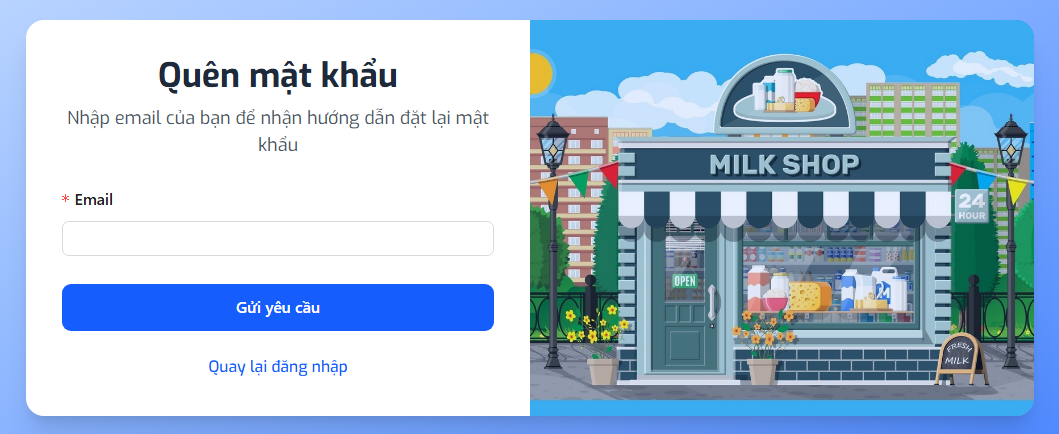 Quên mật khẩu
Nhập email của bạn để nhận hướng dẫn đặt lại mật
khẩu
* Email
Gửi yêu cầu
Quay lại đăng nhập
MILK SHOP
24
HOUR
OPEN
FRESH
MILK